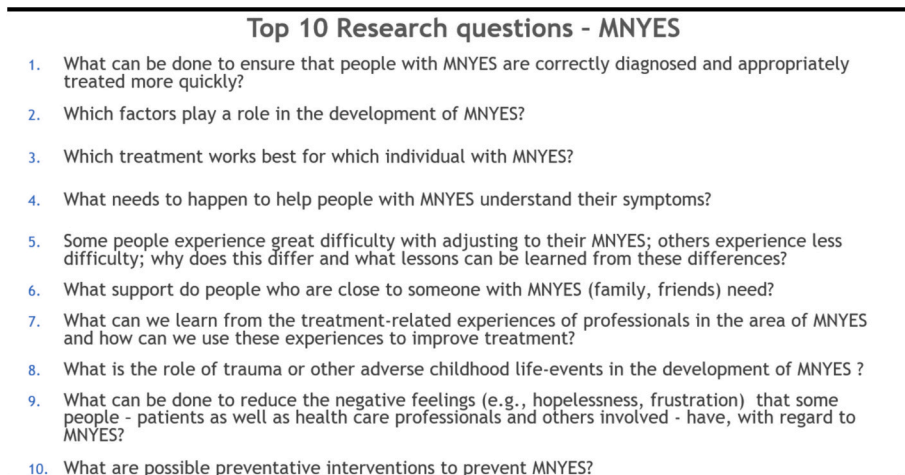 Top 10 Research questions – MNYES
1. What can be done to ensure that people with MNYES are correctly diagnosed and appropriately
treated more quickly?
2. Which factors play a role in the development of MNYES?
3. Which treatment works best for which individual with MNYES?
4. What needs to happen to help people with MNYES understand their symptoms?
5. Some people experience great difficulty with adjusting to their MNYES; others experience less
difficulty; why does this differ and what lessons can be learned from these differences?
6. What support do people who are close to someone with MNYES (family, friends) need?
7. What can we learn from the treatment-related experiences of professionals in the area of MNYES
and how can we use these experiences to improve treatment?
8. What is the role of trauma or other adverse childhood life-events in the development of MNYES ?
9. What can be done to reduce the negative feelings (e.g., hopelessness, frustration) that some
people – patients as well as health care professionals and others involved - have, with regard to
MNYES?
10. What are possible preventative interventions to prevent MNYES?